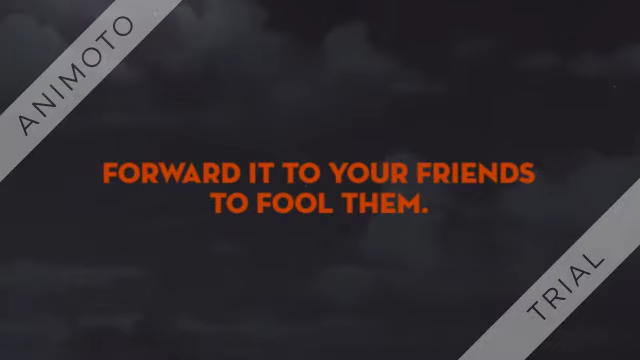 ANIMOTO
FORWARD IT TO YOUR FRIENDS
TO FOOL THEM.
TRIAL